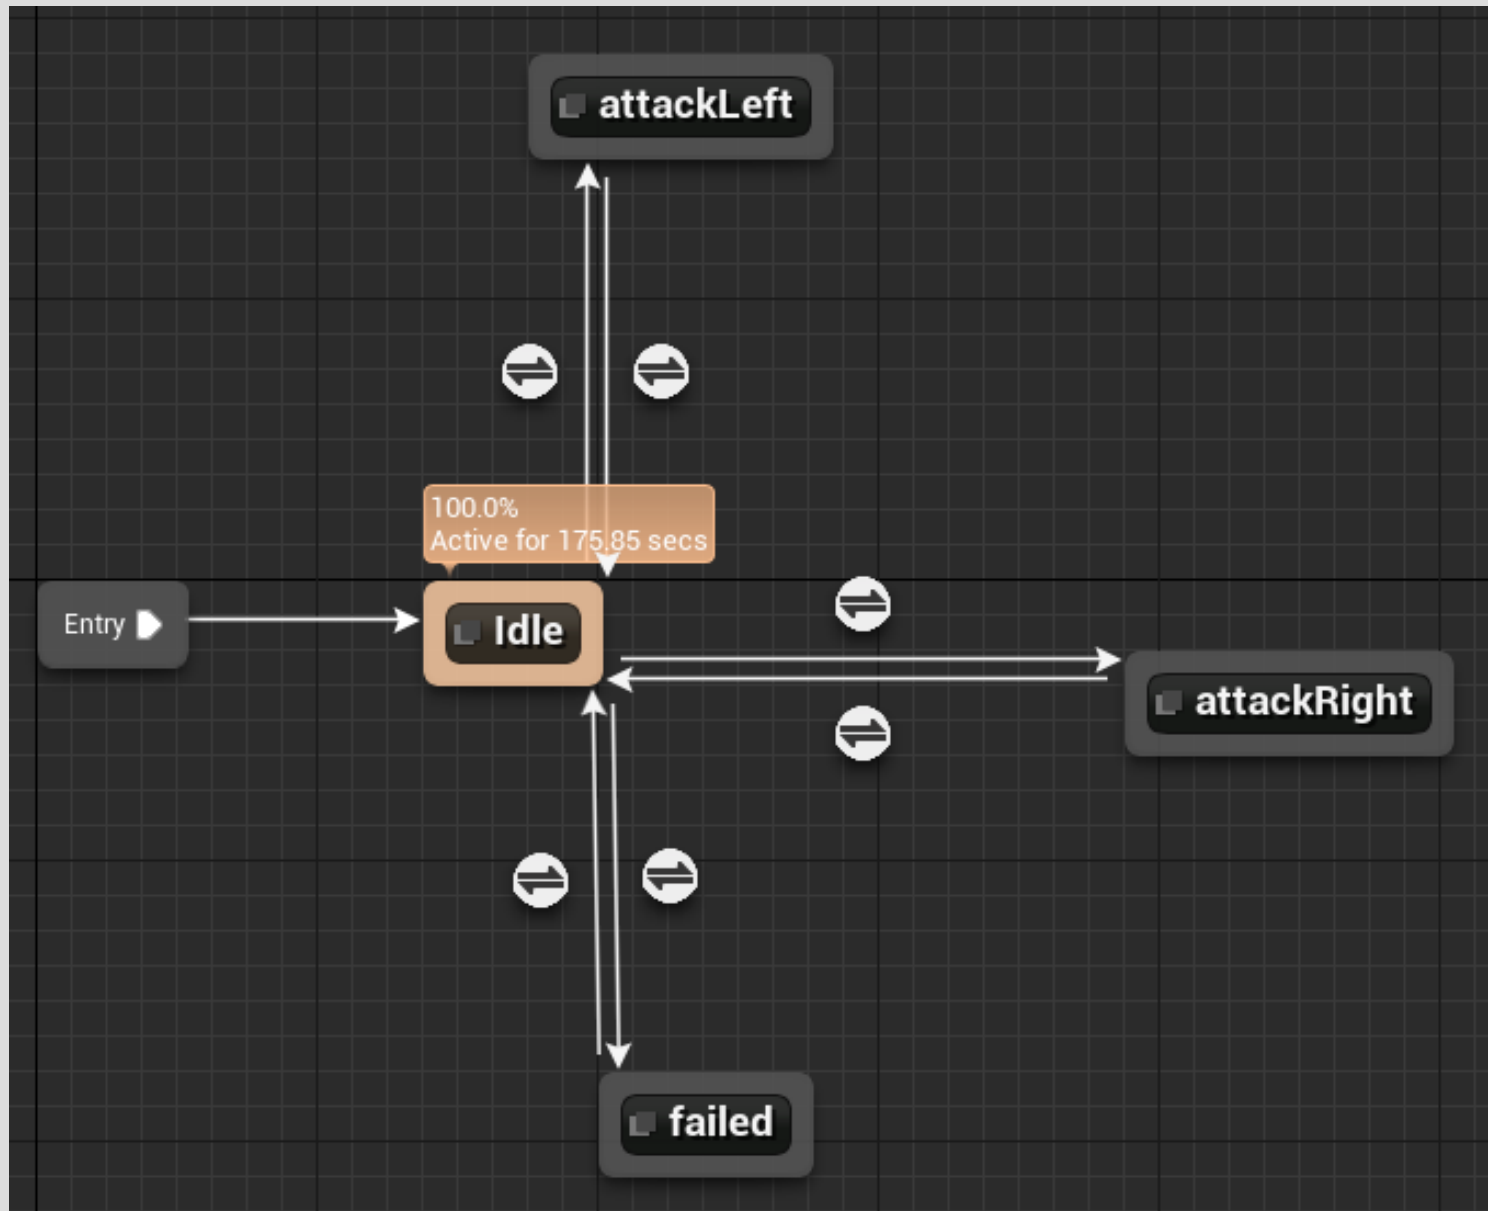 attackLeft
100.0%
Active for 175.85 secs
Entry
Idle
attackRight
failed